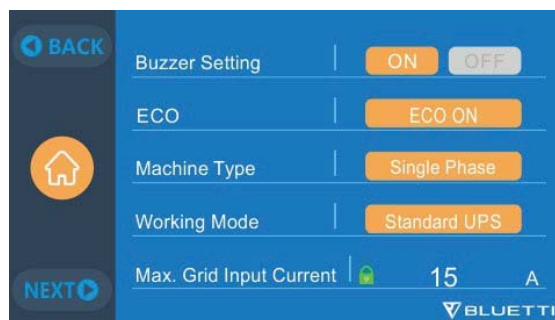 BACK
Buzzer Setting ON OFF
ECO ECO ON
Machine Type Single Phase
Working Mode Standard UPS
Max. Grid Input Current 15 A
NEXT
BLUETTI